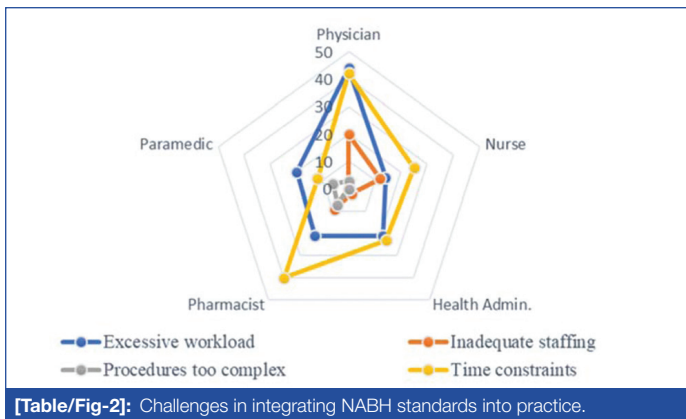 Physician
50
40
30
20
10
0
Paramedic
Nurse
Pharmacist
Health Admin.
Excessive workload
Inadequate staffing
Procedures too complex
Time constraints
[Table/Fig-2]: Challenges in integrating NABH standards into practice.